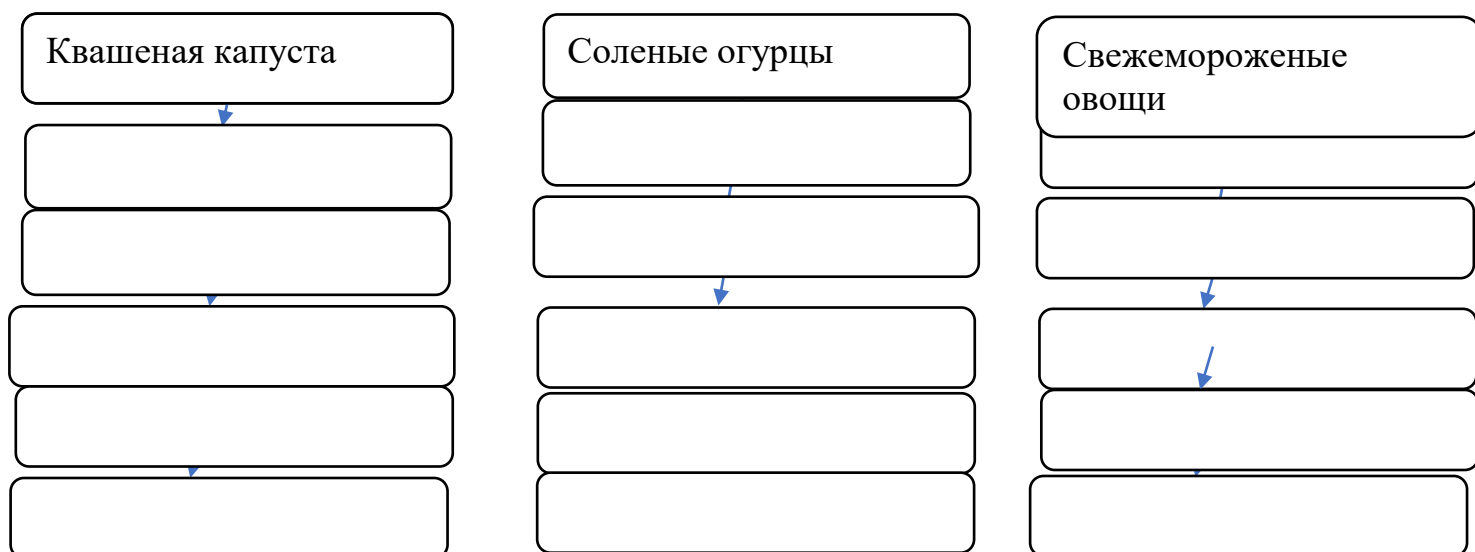 Квашеная капуста
Соленые огурцы
Свежемороженые
овощи